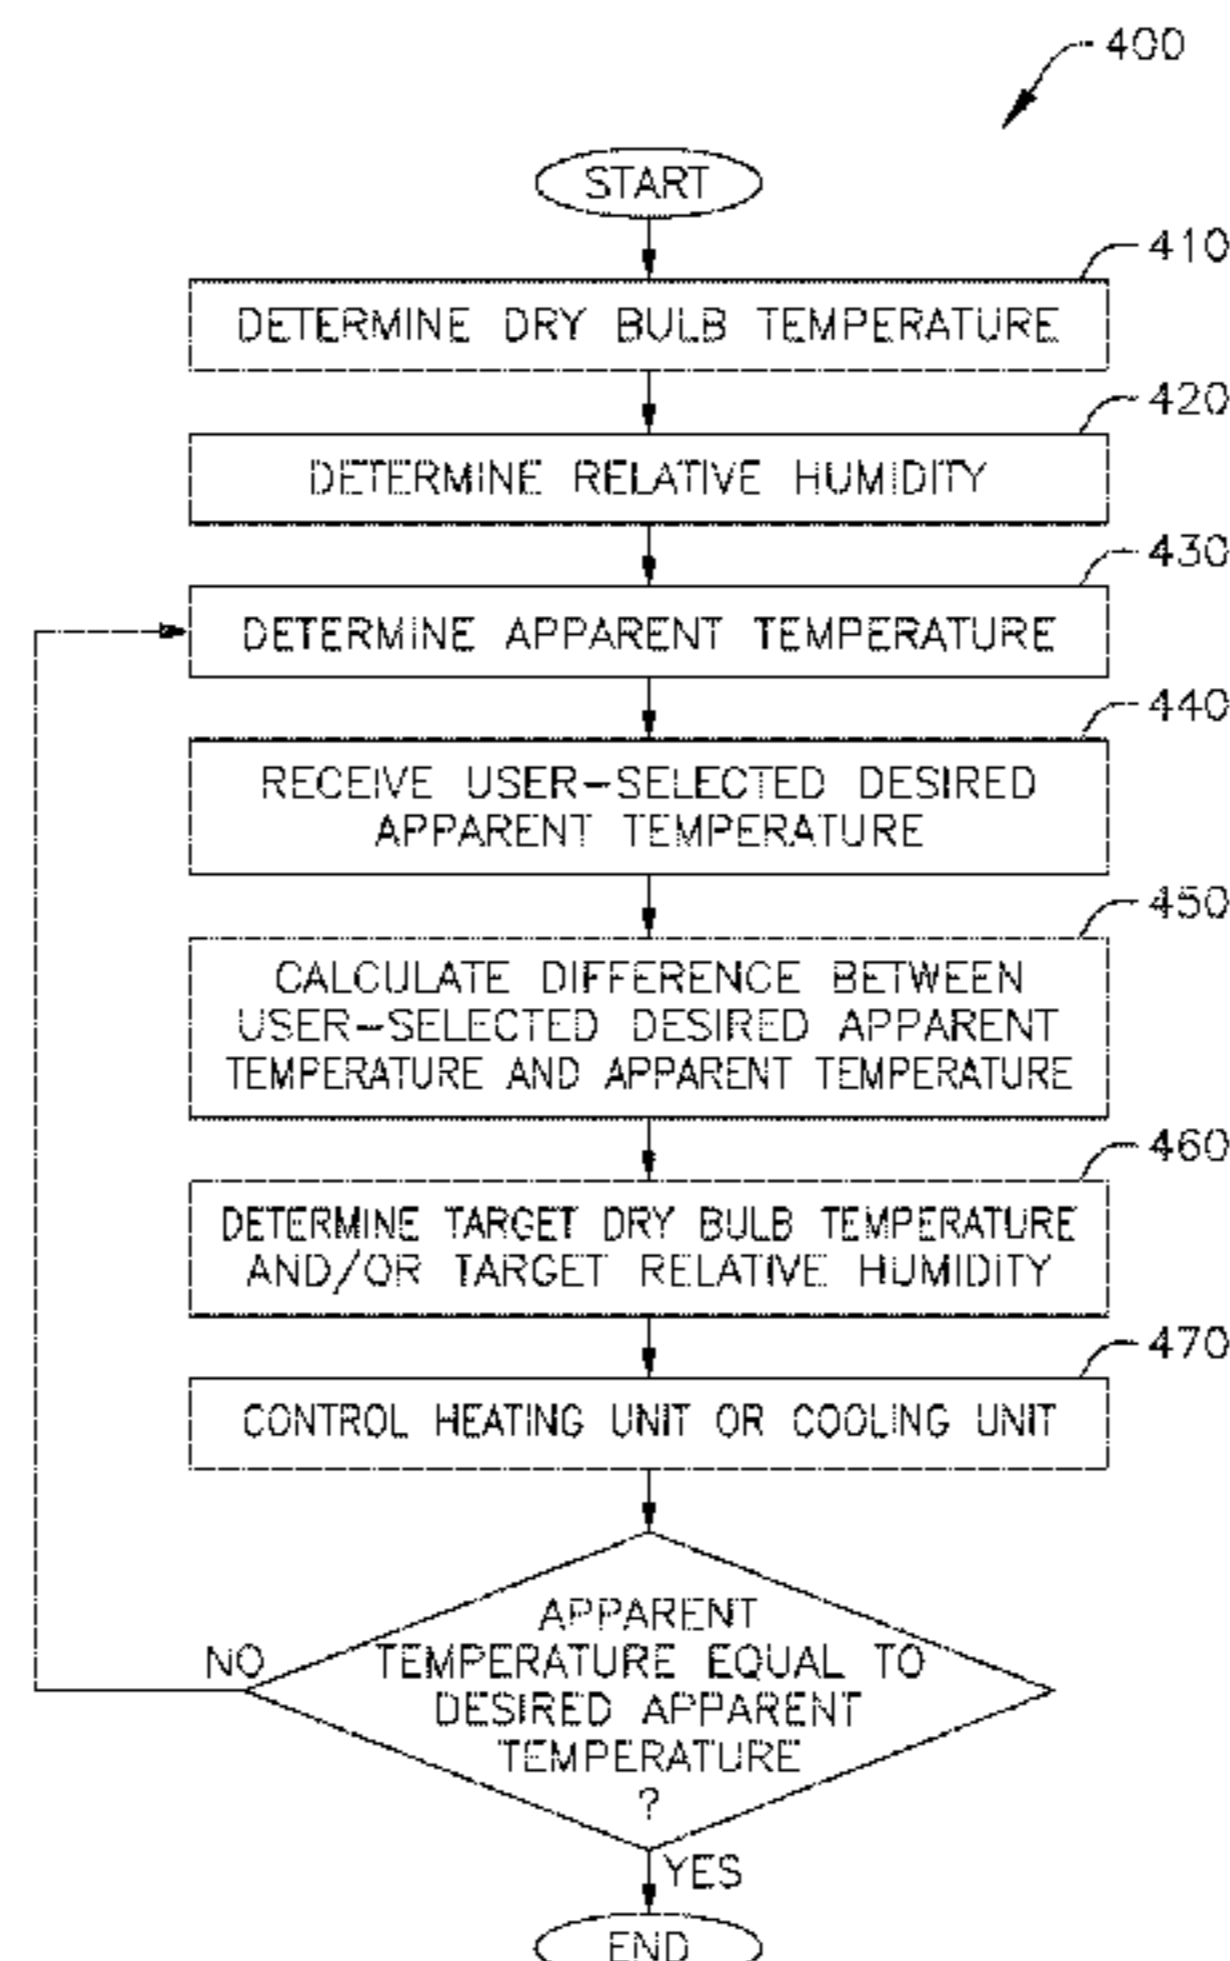 400
START
410
DETERMINE DRY BULB TEMPERATURE
420
DETERMINE RELATIVE HUMIDITY
430
DETERMINE APPARENT TEMPERATURE
440
RECEIVE USER-SELECTED DESIRED
APPARENT TEMPERATURE
450
CALCULATE DIFFERENCE BETWEEN
USER-SELECTED DESIRED APPARENT
TEMPERATURE AND APPARENT TEMPERATURE
460
DETERMINE TARGET DRY BULB TEMPERATURE
AND/OR TARGET RELATIVE HUMIDITY
470
CONTROL HEATING UNIT OR COOLING UNIT
APPARENT
TEMPERATURE EQUAL TO
DESIRED APPARENT
TEMPERATURE
?
NO
YES
END